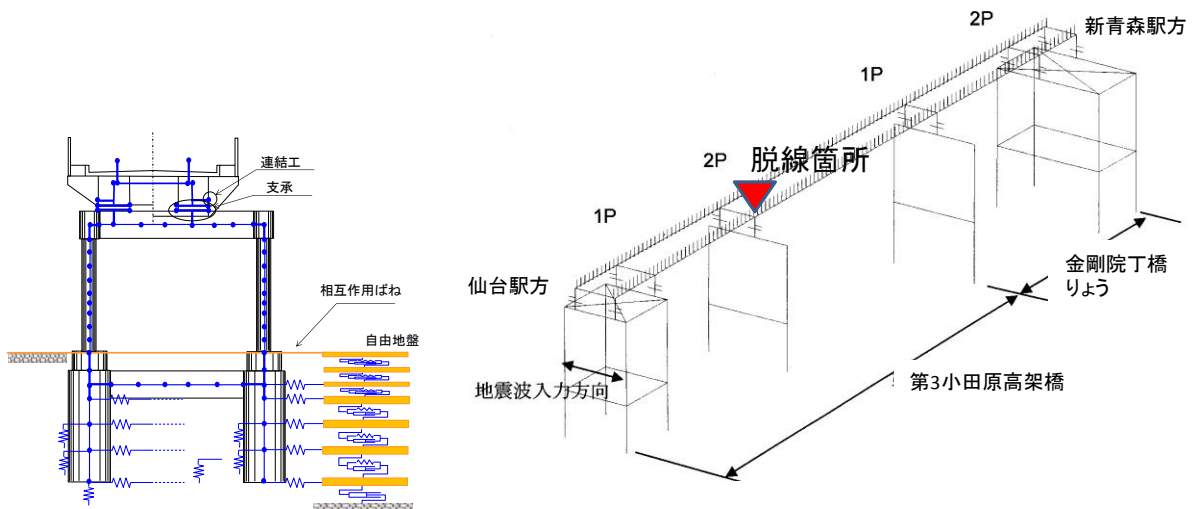 連結工
支承
相互作用ばね
自由地盤
2P
新青森駅方
1P
2P
脱線箇所
1P
仙台駅方
金剛院丁橋
りょう
地震波入力方向
第3小田原高架橋